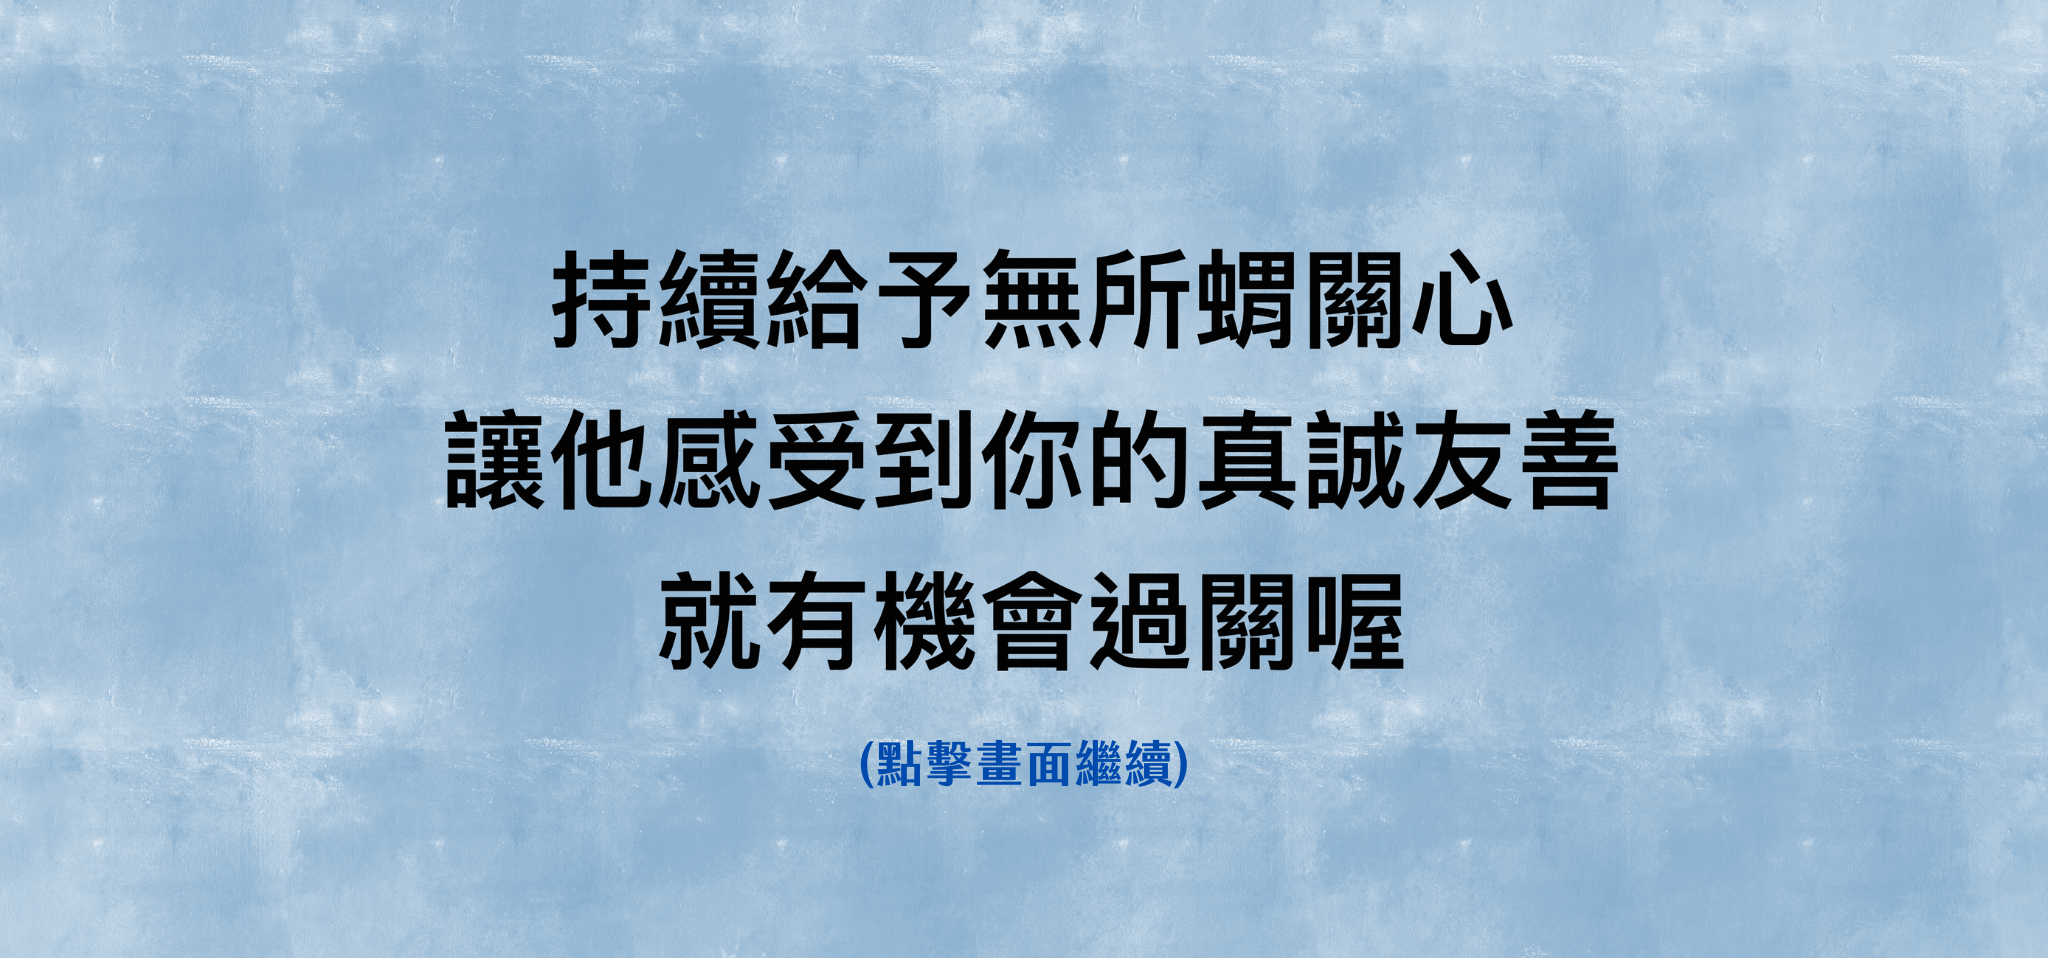 持續給予無所蝟關心
讓他感受到你的真誠友善
就有機會過關喔
(點擊畫面繼續)